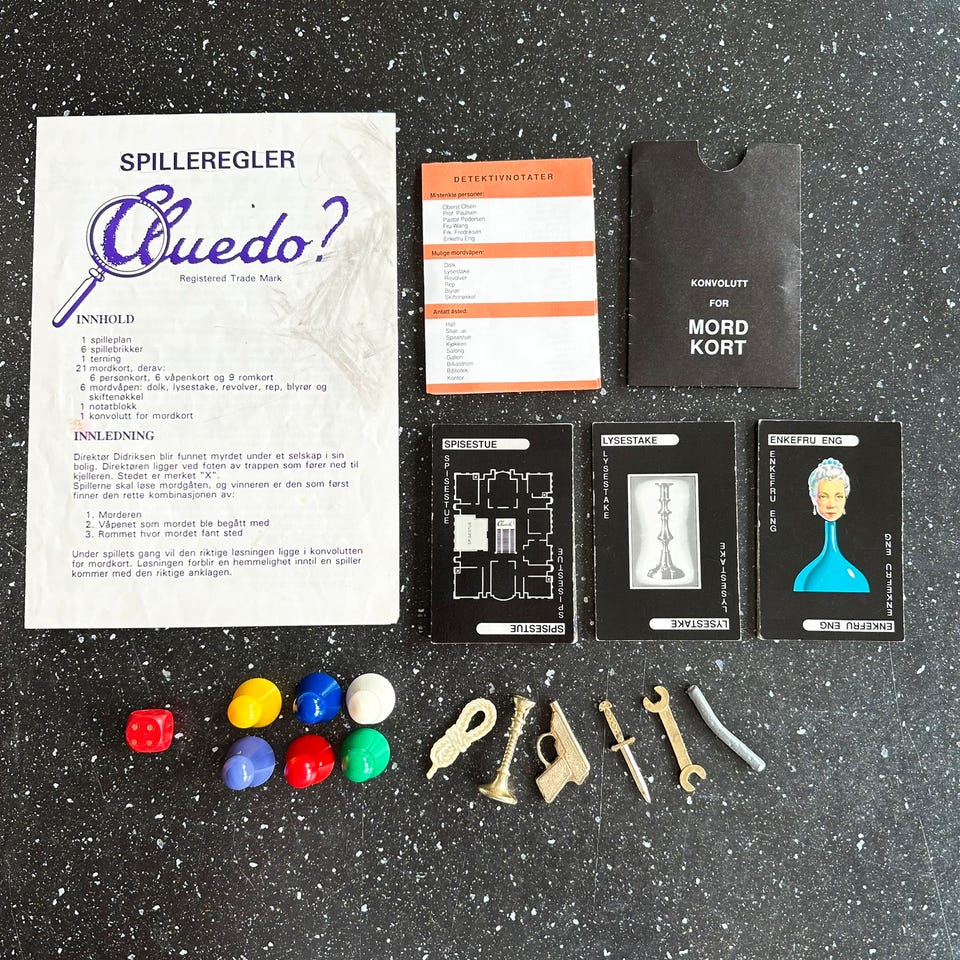 SPILLEREGLER
Cluedo?
Registered Trade Mark
INNHOLD
1 spilleplan
6 spillebrikker
1 terning
21 mordkort, derav:
6 personkort, 6 våpenkort og 9 romkort
6 mordvåpen: dolk, lysestake, revolver, rep, blyrør og
skiftenøkkel
1 notatblokk
1 konvolutt for mordkort
INNLEDNING
Direktør Didriksen blir funnet myrdet under et selskap i sin
bolig. Direktøren ligger ved foten av trappen som fører ned til
kjelleren. Stedet er merket "X".
Spillerne skal løse mordgåten, og vinneren er den som først
finner den rette kombinasjonen av:
1. Morderen
2. Våpenet som mordet ble begått med
3. Rommet hvor mordet fant sted
Under spillets gang vil den riktige løsningen ligge i konvolutten
for mordkort. Løsningen forblir en hemmelighet inntil en spiller
kommer med den riktige anklagen.
DETEKTIVNOTATER
Mistenkte personer:
Oberst Olsen
Prof. Paulsen
Pastor Pedersen
Fru Wang
Frk. Fredriksen
Enkefru Eng
Mulige mordvåpen:
Dolk
Lysestake
Revolver
Rep
Blyrør
Skiftenøkkel
Antatt åsted:
Hall
Stue
Spisestue
Kjøkken
Salong
Galleri
Billiardrom
Bibliotek
Kontor
KONVOLUTT
FOR
MORD
KORT
SPISESTUE
SPISESTUE
SPISESTUE
Cluedo
SPISESTUE
SPISESTUE
LYSESTAKE
LYSESTAKE
LYSESTAKE
LYSESTAKE
ENKEFRU ENG
ENKEFRU ENG
ENKEFRU ENG
ENKEFRU ENG